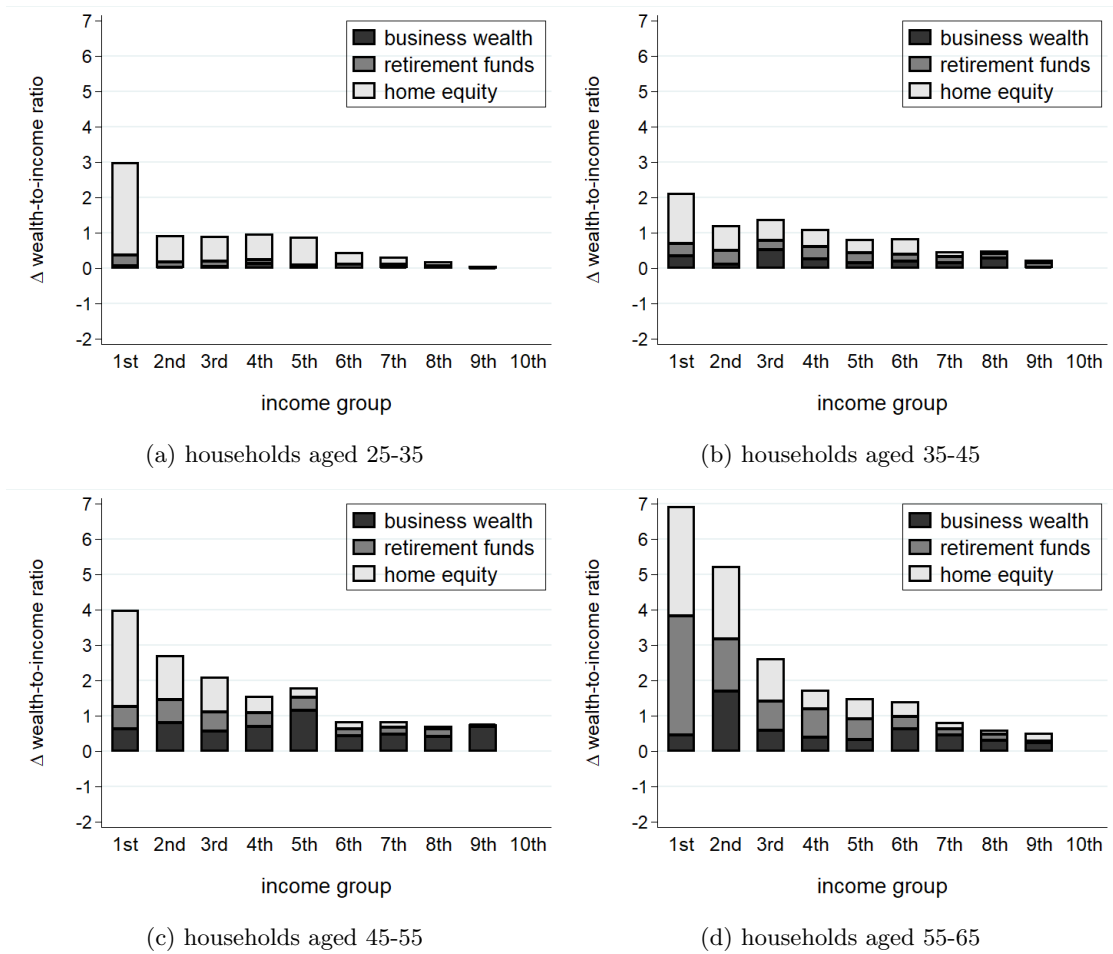 7
6
5
4
3
2
1
0
-1
-2
Δ wealth-to-income ratio
business wealth
retirement funds
home equity
1st 2nd 3rd 4th 5th 6th 7th 8th 9th 10th
income group
(a) households aged 25-35
7
6
5
4
3
2
1
0
-1
-2
Δ wealth-to-income ratio
business wealth
retirement funds
home equity
1st 2nd 3rd 4th 5th 6th 7th 8th 9th 10th
income group
(b) households aged 35-45
7
6
5
4
3
2
1
0
-1
-2
Δ wealth-to-income ratio
business wealth
retirement funds
home equity
1st 2nd 3rd 4th 5th 6th 7th 8th 9th 10th
income group
(c) households aged 45-55
7
6
5
4
3
2
1
0
-1
-2
Δ wealth-to-income ratio
business wealth
retirement funds
home equity
1st 2nd 3rd 4th 5th 6th 7th 8th 9th 10th
income group
(d) households aged 55-65